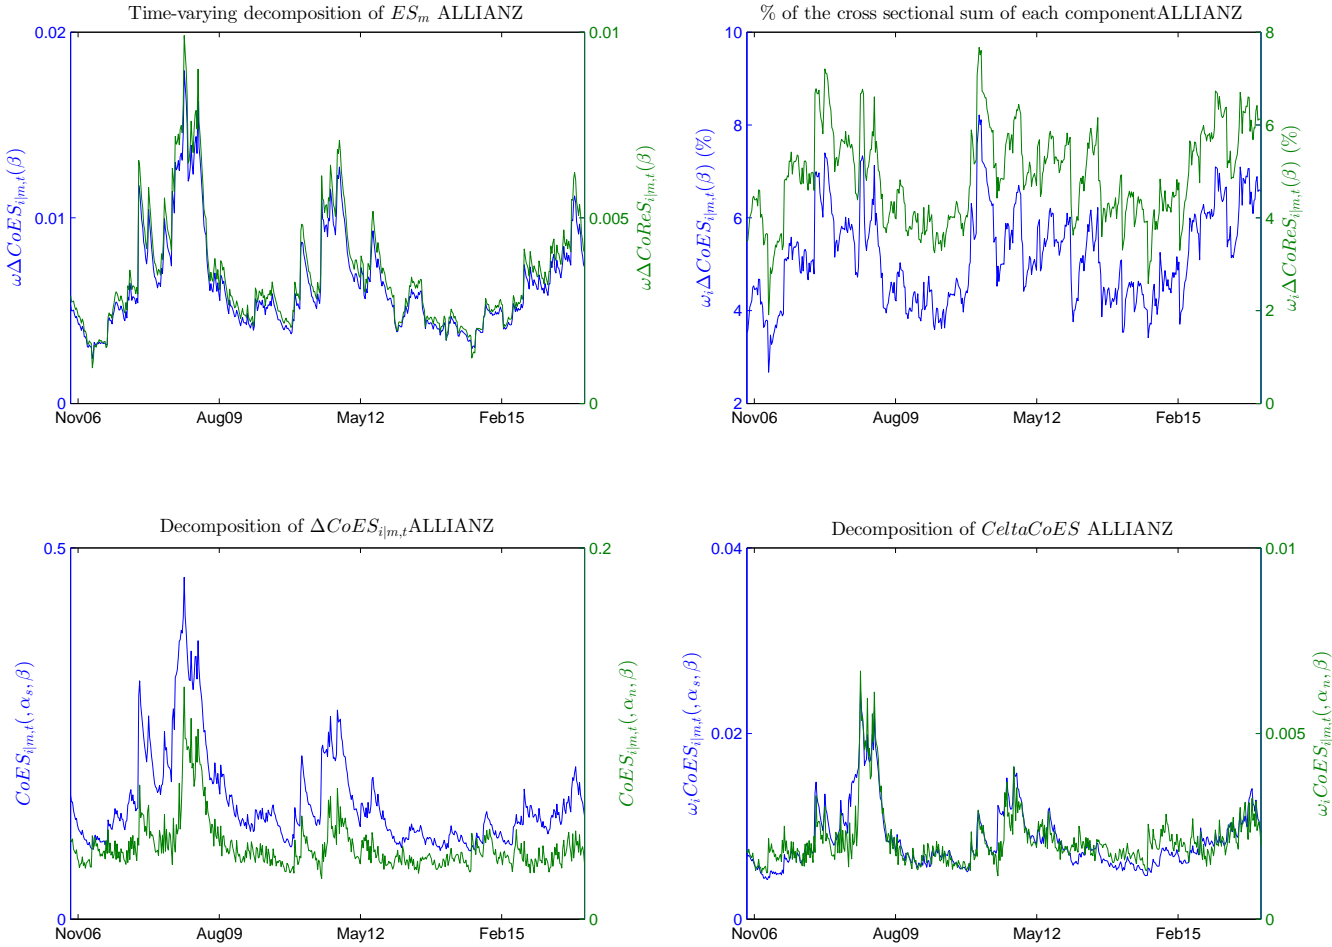 Time-varying decomposition of ES_m ALLIANZ
0.02
0.01
0
0.01
0.005
0
ωΔCoES_{i|m,t}(β)
ωΔCoReS_{i|m,t}(β)
Nov06 Aug09 May12 Feb15
% of the cross sectional sum of each componentALLIANZ
10
8
6
4
2
8
6
4
2
0
ω_iΔCoES_{i|m,t}(β) (%)
ω_iΔCoReS_{i|m,t}(β) (%)
Nov06 Aug09 May12 Feb15
Decomposition of ΔCoES_{i|m,t}ALLIANZ
0.5
0
0.2
0
CoES_{i|m,t}(, α_s, β)
CoES_{i|m,t}(, α_n, β)
Nov06 Aug09 May12 Feb15
Decomposition of CeltaCoES ALLIANZ
0.04
0.02
0
0.01
0.005
0
ω_iCoES_{i|m,t}(, α_s, β)
ω_iCoES_{i|m,t}(, α_n, β)
Nov06 Aug09 May12 Feb15